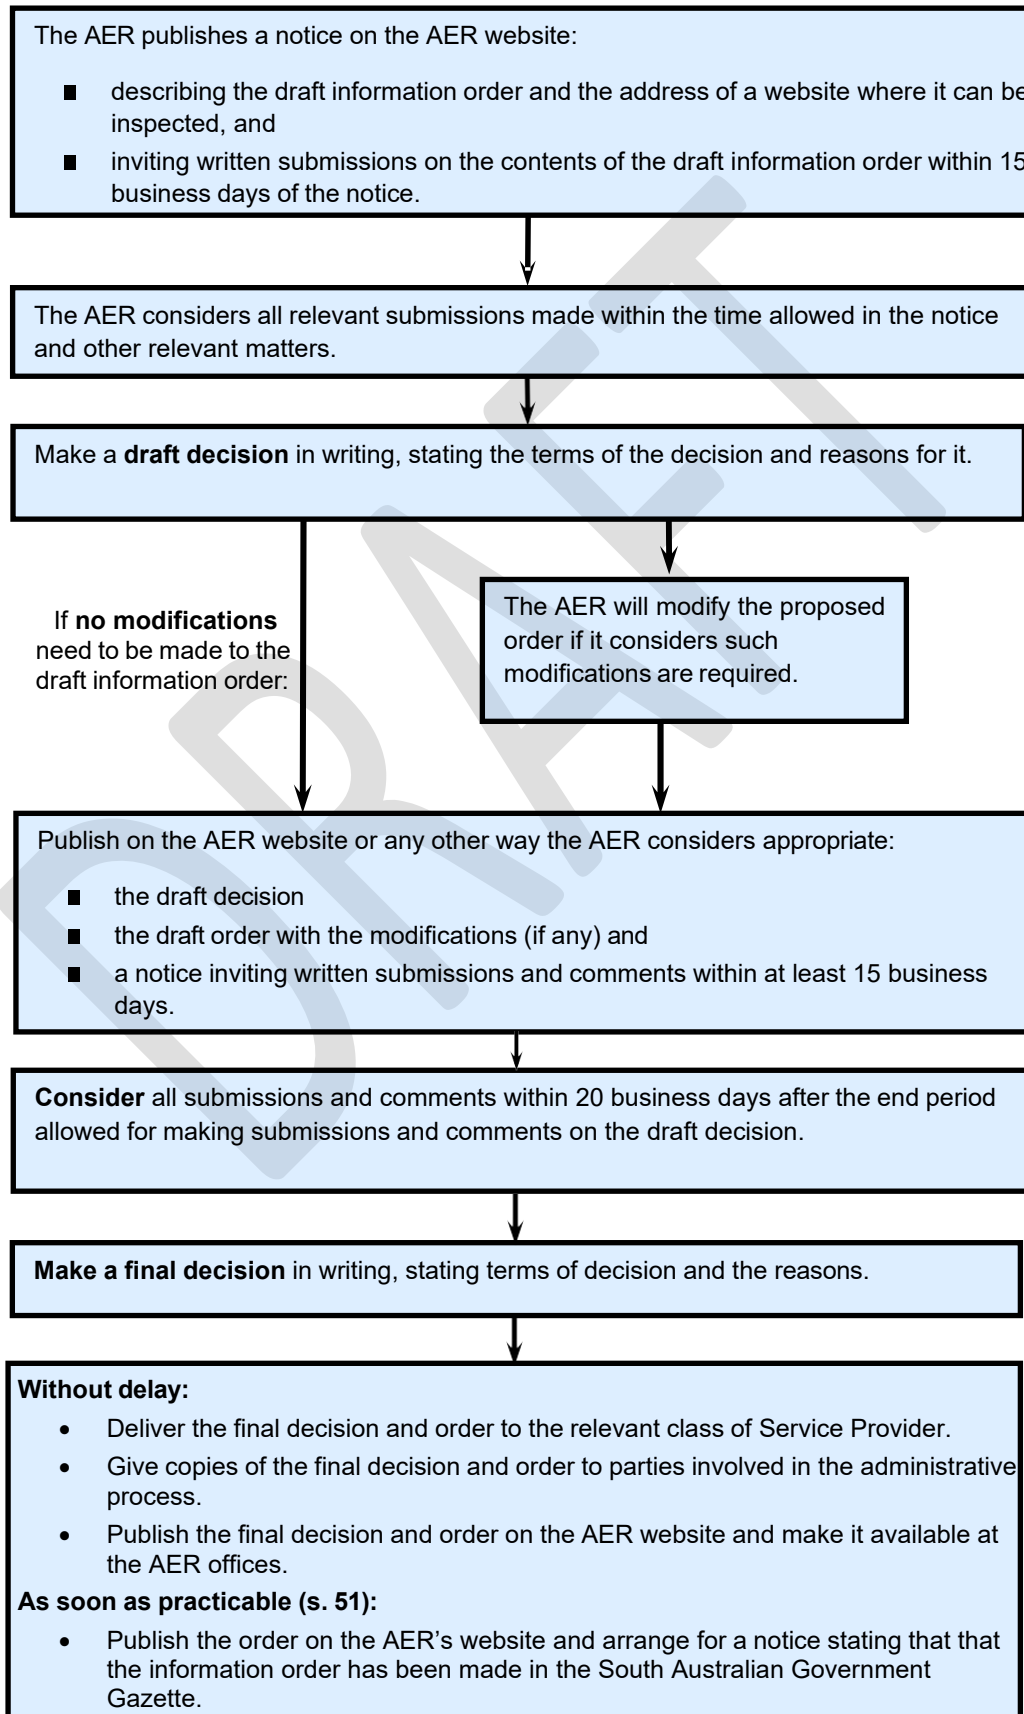 The AER publishes a notice on the AER website:
■ describing the draft information order and the address of a website where it can be
inspected, and
■ inviting written submissions on the contents of the draft information order within 15
business days of the notice.
The AER considers all relevant submissions made within the time allowed in the notice
and other relevant matters.
Make a draft decision in writing, stating the terms of the decision and reasons for it.
If no modifications
need to be made to the
draft information order:
The AER will modify the proposed
order if it considers such
modifications are required.
Publish on the AER website or any other way the AER considers appropriate:
■ the draft decision
■ the draft order with the modifications (if any) and
■ a notice inviting written submissions and comments within at least 15 business
days.
Consider all submissions and comments within 20 business days after the end period
allowed for making submissions and comments on the draft decision.
Make a final decision in writing, stating terms of decision and the reasons.
Without delay:
• Deliver the final decision and order to the relevant class of Service Provider.
• Give copies of the final decision and order to parties involved in the administrative
process.
• Publish the final decision and order on the AER website and make it available at
the AER offices.
As soon as practicable (s. 51):
• Publish the order on the AER’s website and arrange for a notice stating that that
the information order has been made in the South Australian Government
Gazette.
DRAFT